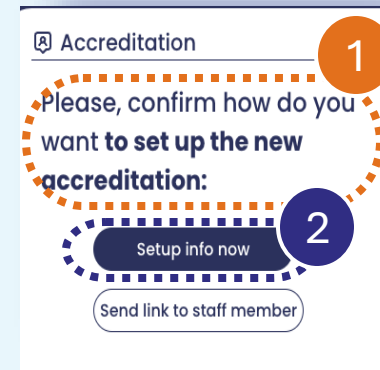 Accreditation
1
Please, confirm how do you
want to set up the new
accreditation:
2
Setup info now
Send link to staff member